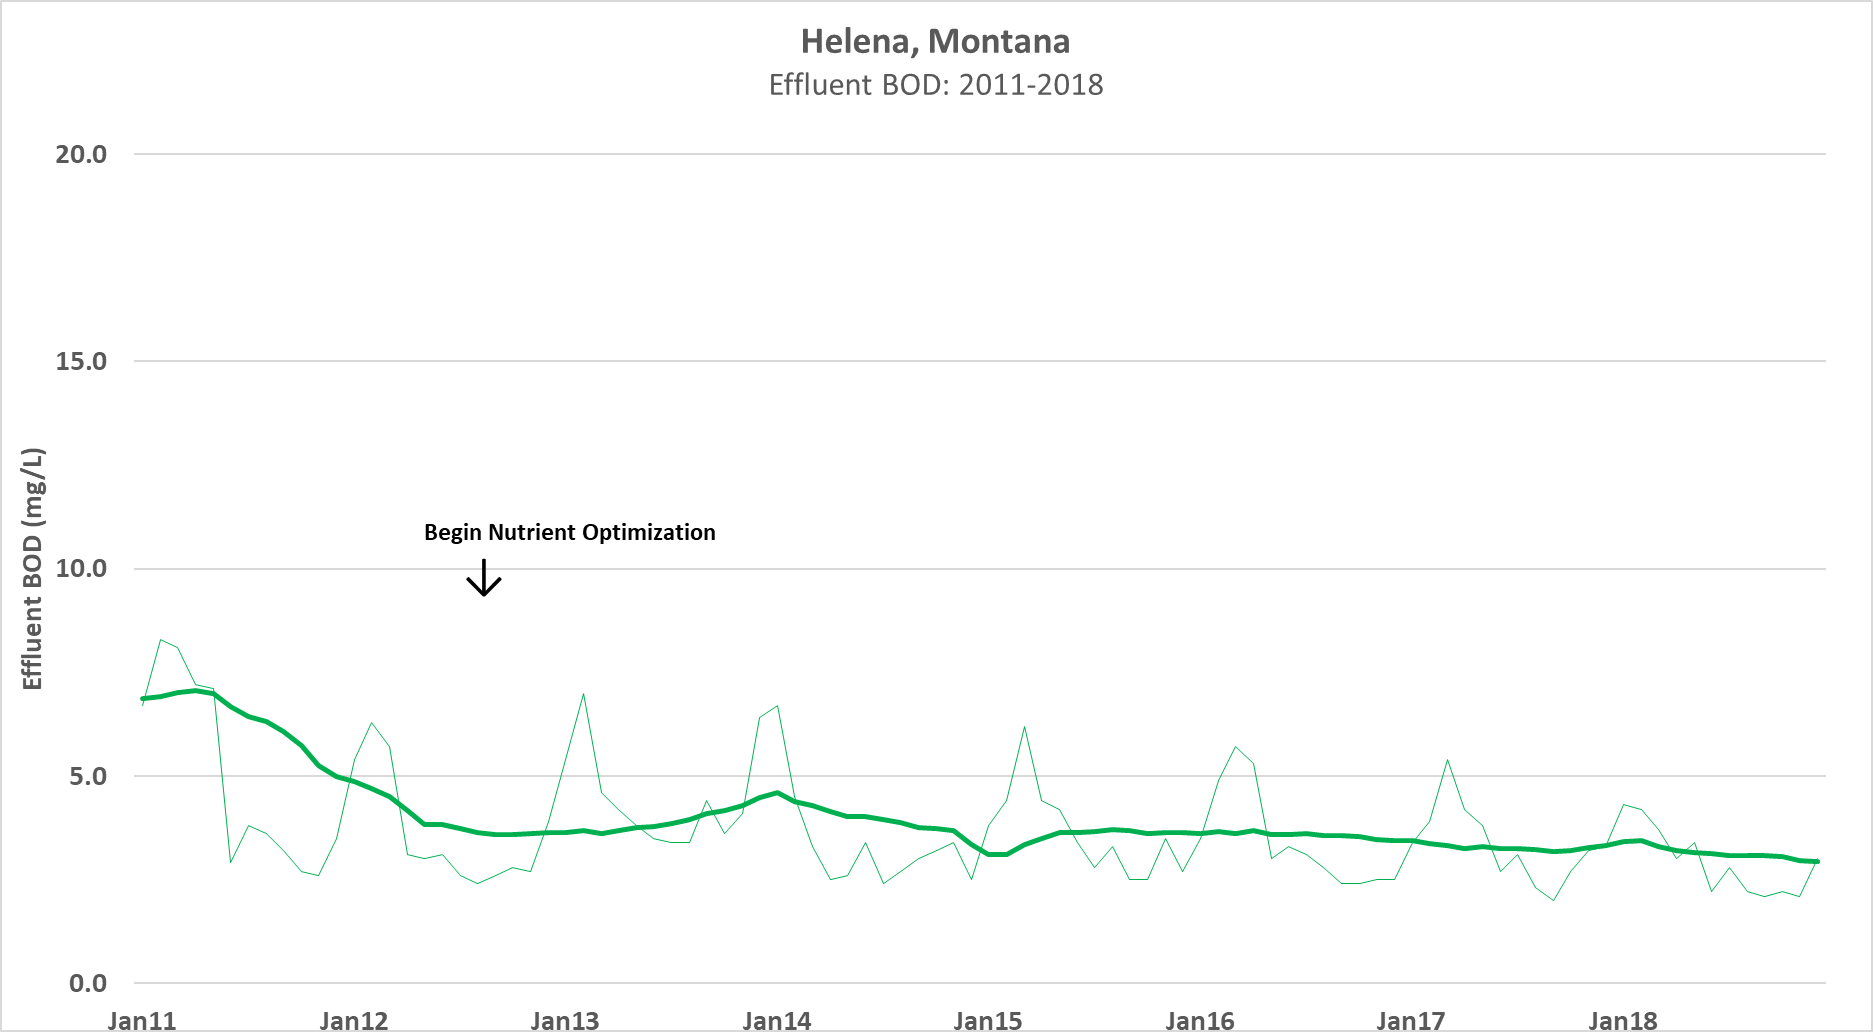 Helena, Montana
Effluent BOD: 2011-2018
20.0
15.0
10.0
5.0
0.0
Effluent BOD (mg/L)
Begin Nutrient Optimization
Jan11 Jan12 Jan13 Jan14 Jan15 Jan16 Jan17 Jan18